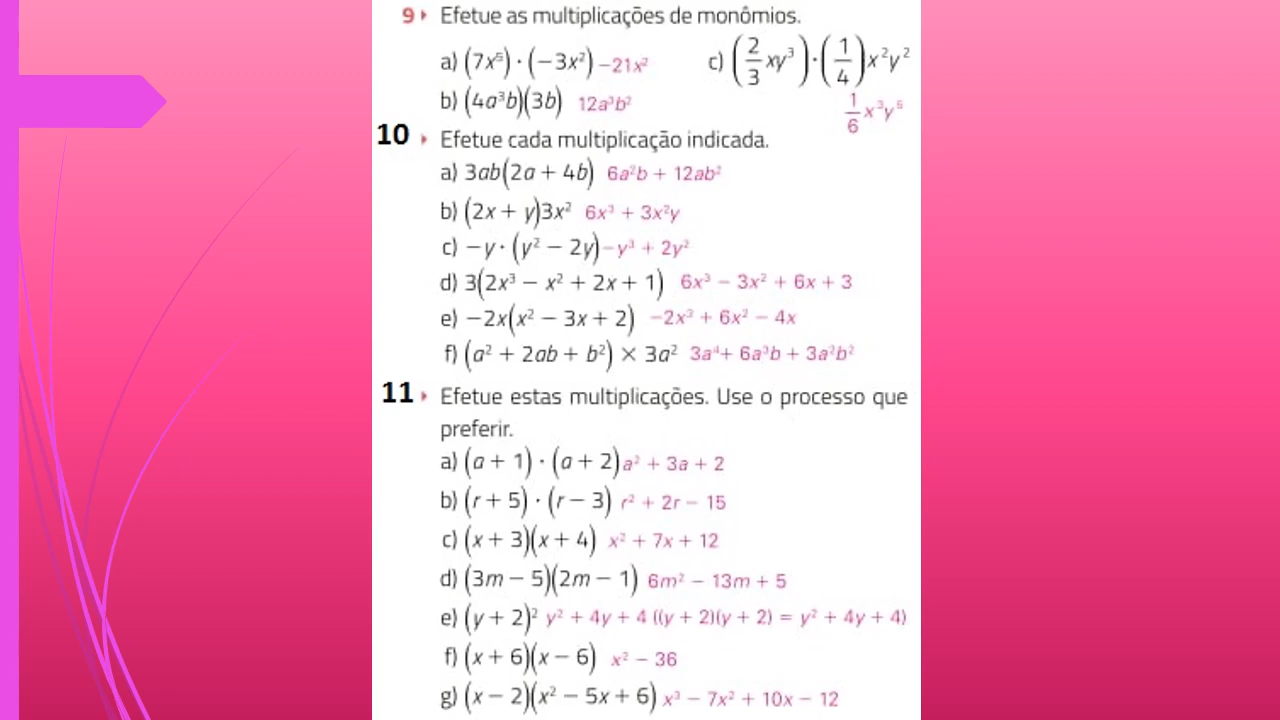 9 Efetue as multiplicações de monômios.
a) (7x⁵) · (−3x²) −21x² c) (2/3 xy³) · (1/4) x²y²
b) (4a³b)(3b) 12a³b² 1/6 x³y⁵
10 Efetue cada multiplicação indicada.
a) 3ab(2a + 4b) 6a²b + 12ab²
b) (2x + y)3x² 6x³ + 3x²y
c) −y · (y² − 2y) −y³ + 2y²
d) 3(2x³ − x² + 2x + 1) 6x³ − 3x² + 6x + 3
e) −2x(x² − 3x + 2) −2x³ + 6x² − 4x
f) (a² + 2ab + b²) × 3a² 3a⁴ + 6a³b + 3a²b²
11 Efetue estas multiplicações. Use o processo que
preferir.
a) (a + 1) · (a + 2) a² + 3a + 2
b) (r + 5) · (r − 3) r² + 2r − 15
c) (x + 3)(x + 4) x² + 7x + 12
d) (3m − 5)(2m − 1) 6m² − 13m + 5
e) (y + 2)² y² + 4y + 4 ((y + 2)(y + 2) = y² + 4y + 4)
f) (x + 6)(x − 6) x² − 36
g) (x − 2)(x² − 5x + 6) x³ − 7x² + 10x − 12